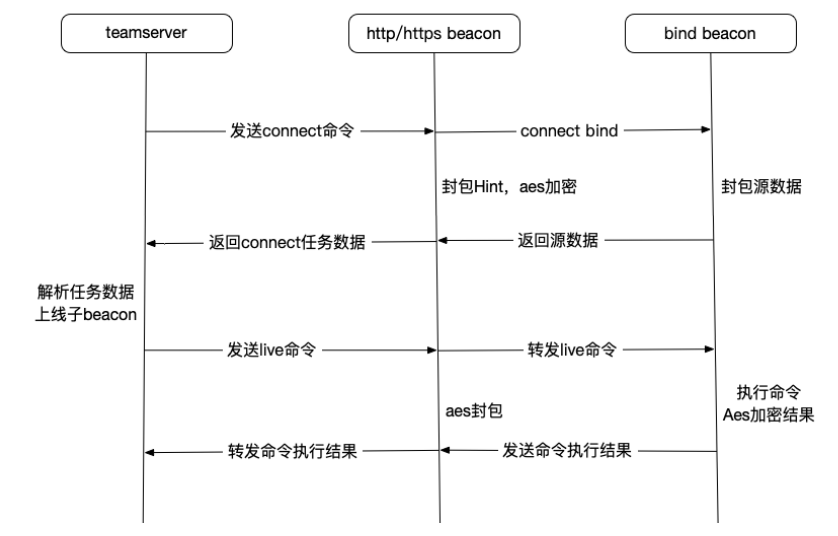 teamserver
http/https beacon
bind beacon
发送connect命令
connect bind
封包Hint，aes加密
封包源数据
返回connect任务数据
返回源数据
解析任务数据
上线子beacon
发送live命令
转发live命令
执行命令
Aes加密结果
aes封包
转发命令执行结果
发送命令执行结果